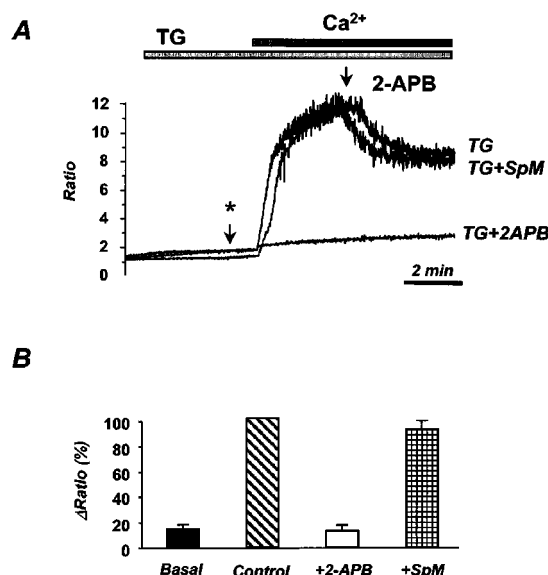 A
TG
Ca2+
2-APB
Ratio
12
10
8
6
4
2
0
*
TG
TG+SpM
TG+2APB
2 min
B
ΔRatio (%)
100
80
60
40
20
0
Basal
Control
+2-APB
+SpM